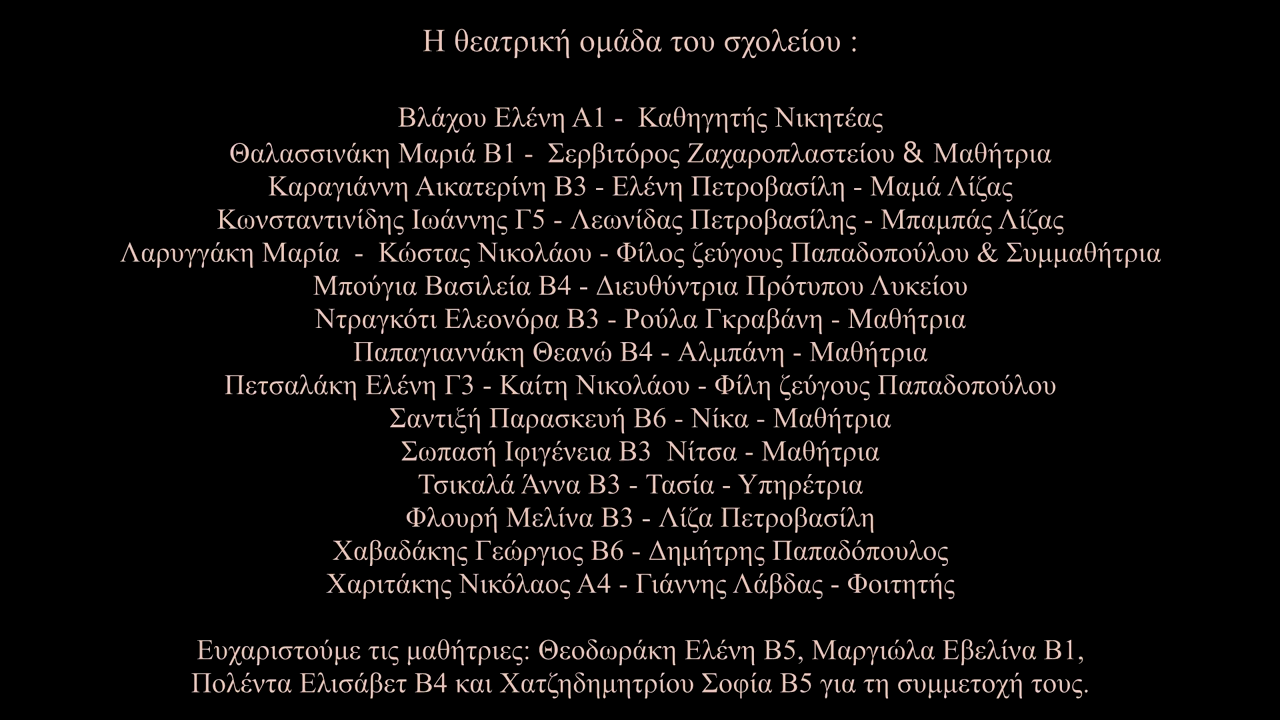 Η θεατρική ομάδα του σχολείου :
Βλάχου Ελένη Α1 - Καθηγητής Νικητέας
Θαλασσινάκη Μαριά Β1 - Σερβιτόρος Ζαχαροπλαστείου & Μαθήτρια
Καραγιάννη Αικατερίνη Β3 - Ελένη Πετροβασίλη - Μαμά Λίζας
Κωνσταντινίδης Ιωάννης Γ5 - Λεωνίδας Πετροβασίλης - Μπαμπάς Λίζας
Λαρυγγάκη Μαρία - Κώστας Νικολάου - Φίλος ζεύγους Παπαδοπούλου & Συμμαθήτρια
Μπούγια Βασιλεία Β4 - Διευθύντρια Πρότυπου Λυκείου
Ντραγκότι Ελεονόρα Β3 - Ρούλα Γκραβάνη - Μαθήτρια
Παπαγιαννάκη Θεανώ Β4 - Αλμπάνη - Μαθήτρια
Πετσαλάκη Ελένη Γ3 - Καίτη Νικολάου - Φίλη ζεύγους Παπαδοπούλου
Σαντιξή Παρασκευή Β6 - Νίκα - Μαθήτρια
Σωπασή Ιφιγένεια Β3 Νίτσα - Μαθήτρια
Τσικαλά Άννα Β3 - Τασία - Υπηρέτρια
Φλουρή Μελίνα Β3 - Λίζα Πετροβασίλη
Χαβαδάκης Γεώργιος Β6 - Δημήτρης Παπαδόπουλος
Χαριτάκης Νικόλαος Α4 - Γιάννης Λάβδας - Φοιτητής
Ευχαριστούμε τις μαθήτριες: Θεοδωράκη Ελένη Β5, Μαργιώλα Εβελίνα Β1,
Πολέντα Ελισάβετ Β4 και Χατζηδημητρίου Σοφία Β5 για τη συμμετοχή τους.